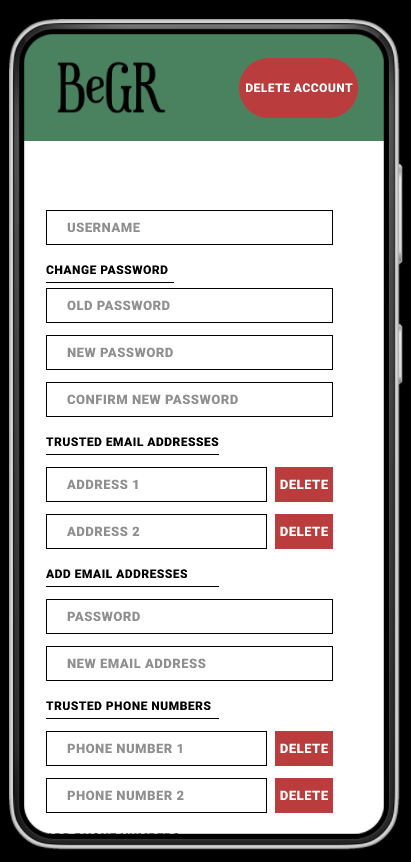 BeGR
DELETE ACCOUNT
USERNAME
CHANGE PASSWORD
OLD PASSWORD
NEW PASSWORD
CONFIRM NEW PASSWORD
TRUSTED EMAIL ADDRESSES
ADDRESS 1 DELETE
ADDRESS 2 DELETE
ADD EMAIL ADDRESSES
PASSWORD
NEW EMAIL ADDRESS
TRUSTED PHONE NUMBERS
PHONE NUMBER 1 DELETE
PHONE NUMBER 2 DELETE